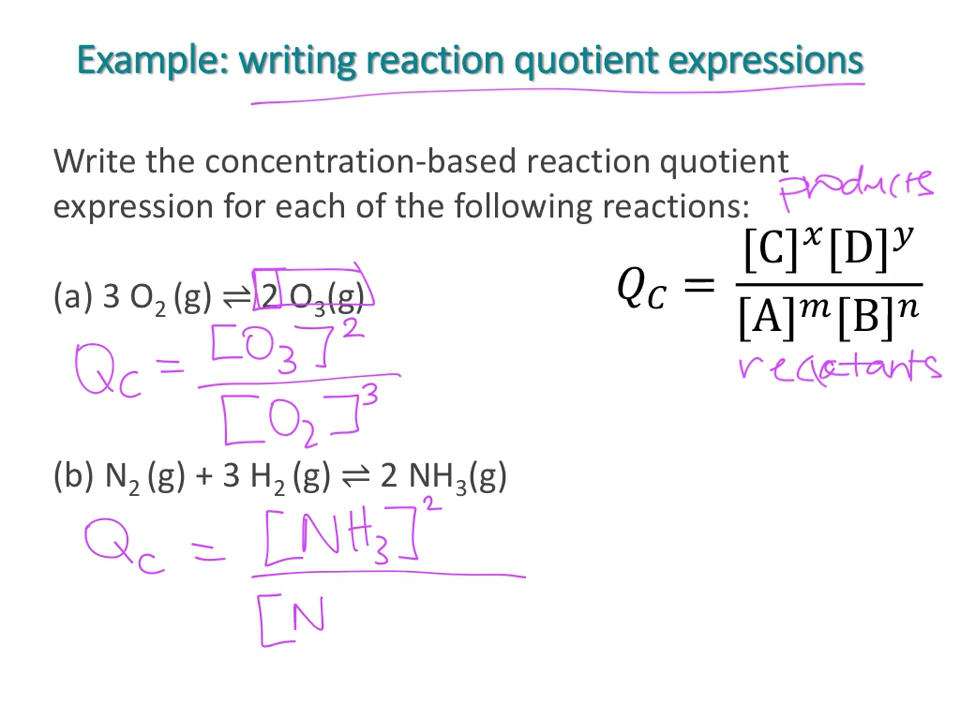 Example: writing reaction quotient expressions
Write the concentration-based reaction quotient
expression for each of the following reactions:
products
Q_C = [C]^x[D]^y / [A]^m[B]^n
reactants
(a) 3 O₂ (g) ⇌ 2 O₃(g)
Qc = [O₃]² / [O₂]³
(b) N₂ (g) + 3 H₂ (g) ⇌ 2 NH₃(g)
Qc = [NH₃]² / [N